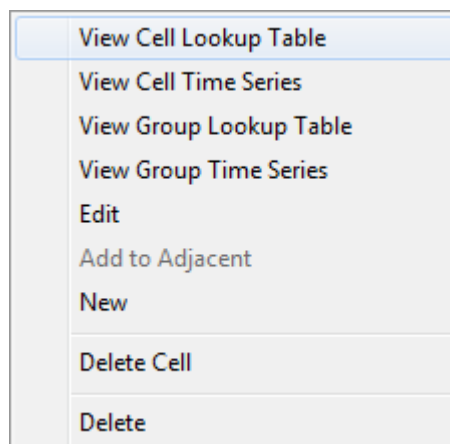 View Cell Lookup Table
View Cell Time Series
View Group Lookup Table
View Group Time Series
Edit
Add to Adjacent
New
Delete Cell
Delete